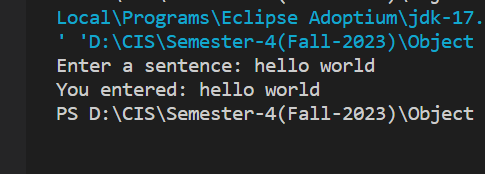 Local\Programs\Eclipse Adoptium\jdk-17.
' 'D:\CIS\Semester-4(Fall-2023)\Object
Enter a sentence: hello world
You entered: hello world
PS D:\CIS\Semester-4(Fall-2023)\Object